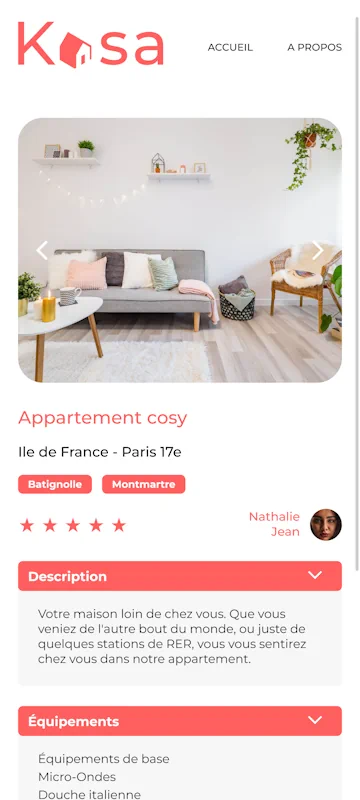 Kasa
ACCUEIL
A PROPOS
Appartement cosy
Ile de France - Paris 17e
Batignolle
Montmartre
Nathalie
Jean
Description
Votre maison loin de chez vous. Que vous
veniez de l'autre bout du monde, ou juste de
quelques stations de RER, vous vous sentirez
chez vous dans notre appartement.
Équipements
Équipements de base
Micro-Ondes
Douche italienne